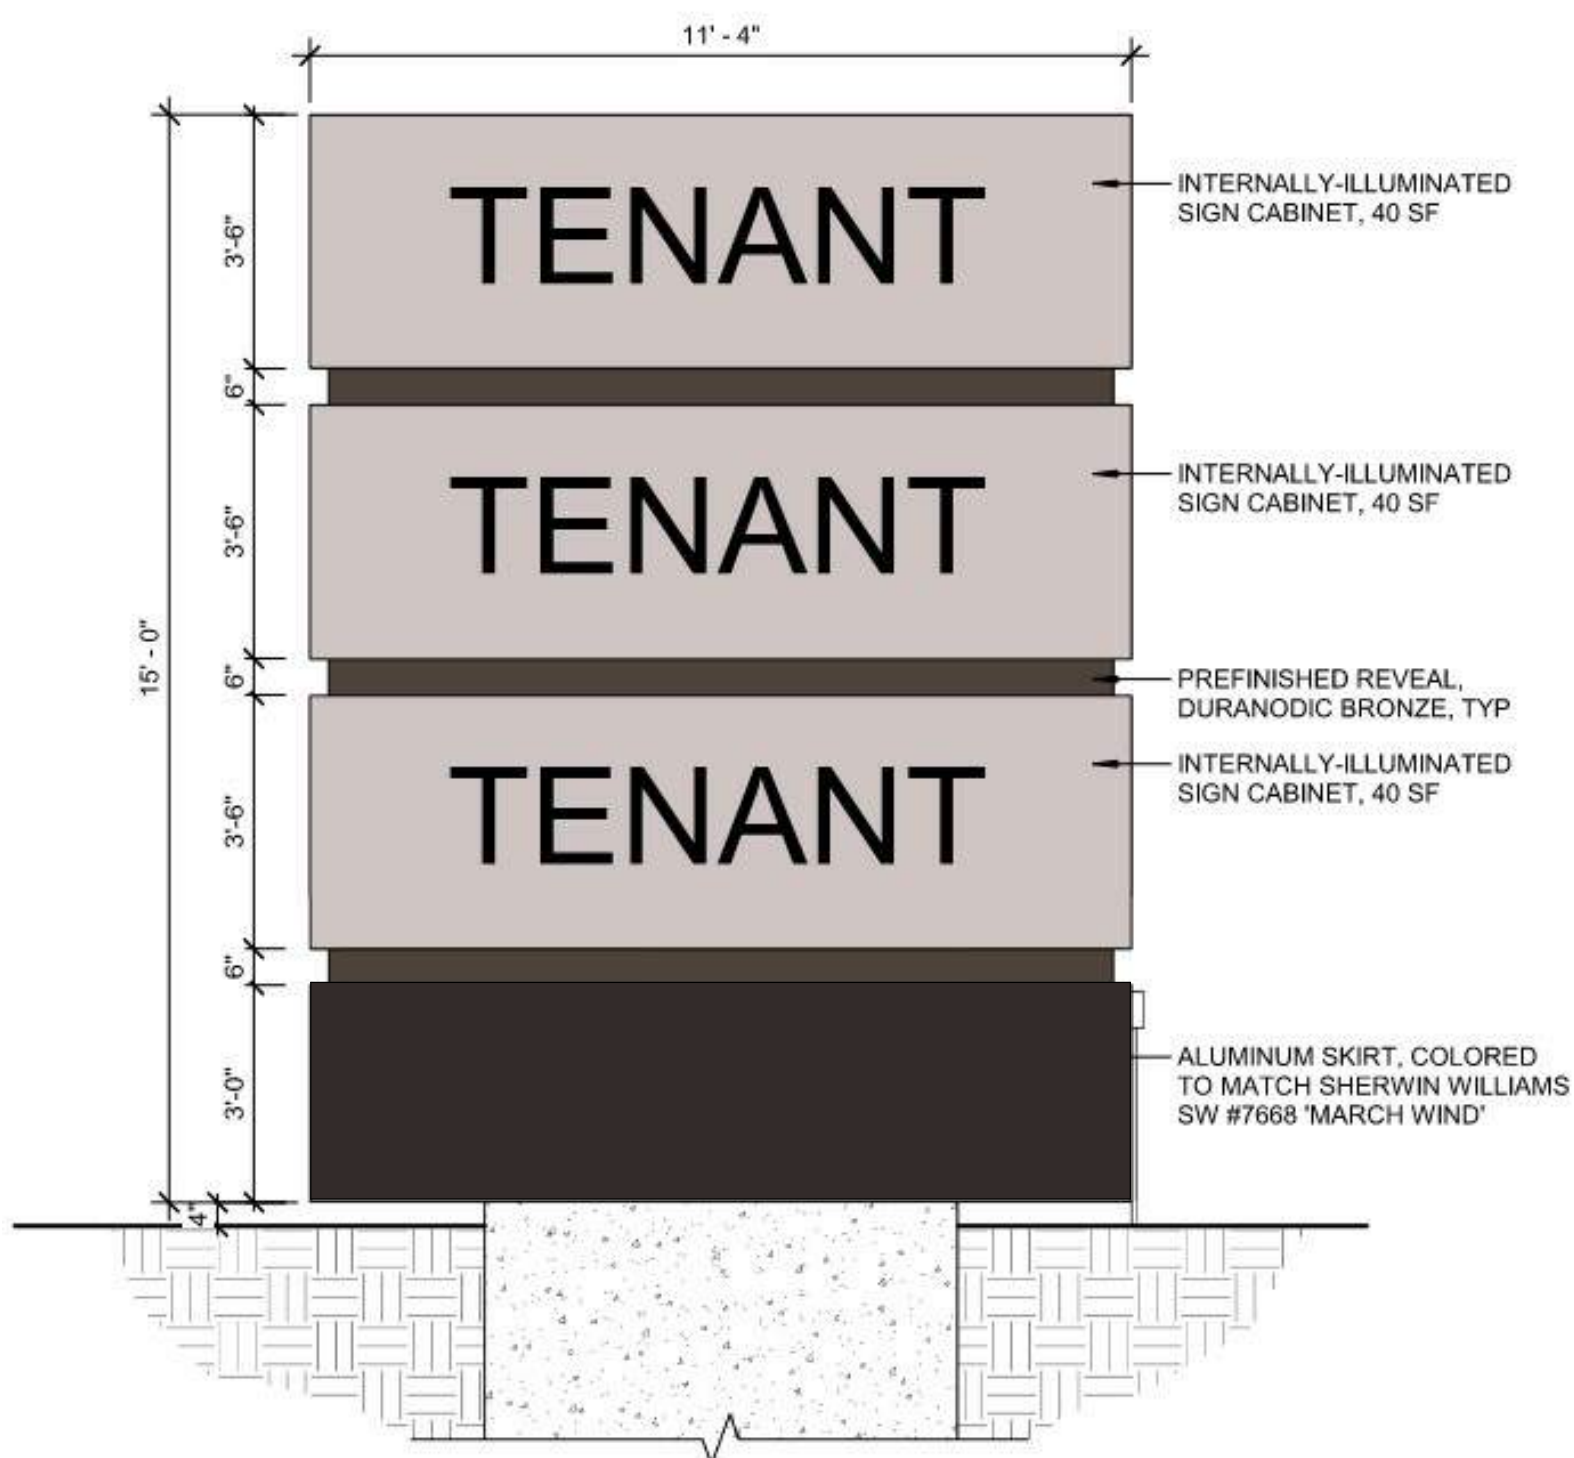 11' - 4"
TENANT
INTERNALLY-ILLUMINATED
SIGN CABINET, 40 SF
3'-6"
6"
TENANT
INTERNALLY-ILLUMINATED
SIGN CABINET, 40 SF
3'-6"
15' - 0"
6"
PREFINISHED REVEAL,
DURANODIC BRONZE, TYP
TENANT
INTERNALLY-ILLUMINATED
SIGN CABINET, 40 SF
3'-6"
6"
3'-0"
ALUMINUM SKIRT, COLORED
TO MATCH SHERWIN WILLIAMS
SW #7668 'MARCH WIND'
4"